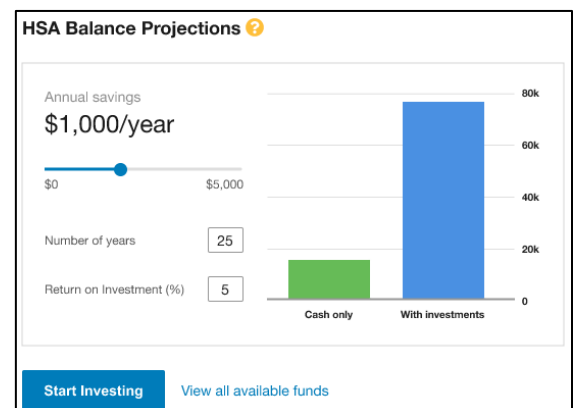 HSA Balance Projections ?
Annual savings
$1,000/year
$0 $5,000
Number of years 25
Return on Investment (%) 5
80k
60k
40k
20k
0
Cash only With investments
Start Investing View all available funds